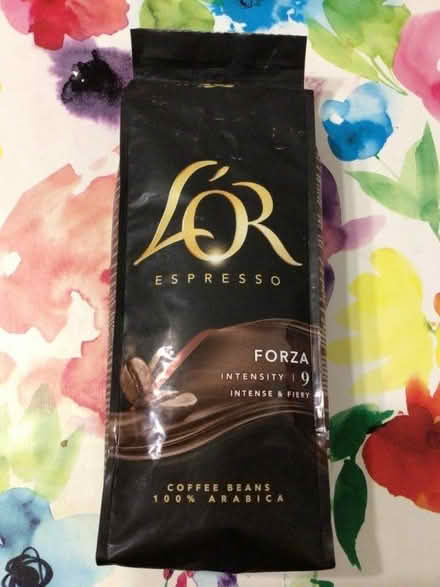 L'OR
ESPRESSO
FORZA
INTENSITY | 9
INTENSE & FIERY
COFFEE BEANS
100% ARABICA